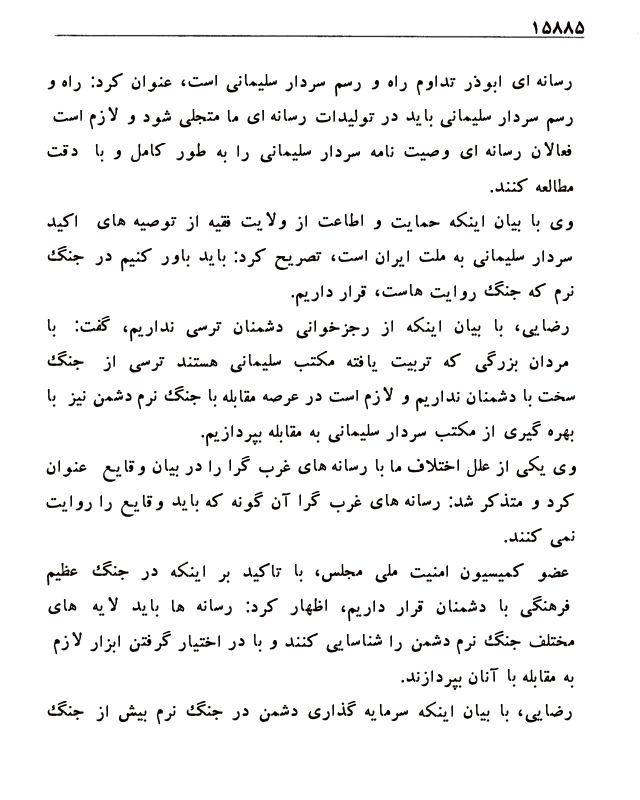 ۱۵۸۸۵
رسانه ای ابوذر تداوم راه و رسم سردار سلیمانی است، عنوان کرد: راه و
رسم سردار سلیمانی باید در تولیدات رسانه ای ما متجلی شود و لازم است
فعالان رسانه ای وصیت نامه سردار سلیمانی را به طور کامل و با دقت
مطالعه کنند.
وی با بیان اینکه حمایت و اطاعت از ولایت فقیه از توصیه های اکید
سردار سلیمانی به ملت ایران است، تصریح کرد: باید باور کنیم در جنگ
نرم که جنگ روایت هاست، قرار داریم.
رضایی، با بیان اینکه از رجزخوانی دشمنان ترسی نداریم، گفت: با
مردان بزرگی که تربیت یافته مکتب سلیمانی هستند ترسی از جنگ
سخت با دشمنان نداریم و لازم است در عرصه مقابله با جنگ نرم دشمن نیز با
بهره گیری از مکتب سردار سلیمانی به مقابله بپردازیم.
وی یکی از علل اختلاف ما با رسانه های غرب گرا را در بیان وقایع عنوان
کرد و متذکر شد: رسانه های غرب گرا آن گونه که باید وقایع را روایت
نمی کنند.
عضو کمیسیون امنیت ملی مجلس، با تاکید بر اینکه در جنگ عظیم
فرهنگی با دشمنان قرار داریم، اظهار کرد: رسانه ها باید لایه های
مختلف جنگ نرم دشمن را شناسایی کنند و با در اختیار گرفتن ابزار لازم
به مقابله با آنان بپردازند.
رضایی، با بیان اینکه سرمایه گذاری دشمن در جنگ نرم بیش از جنگ